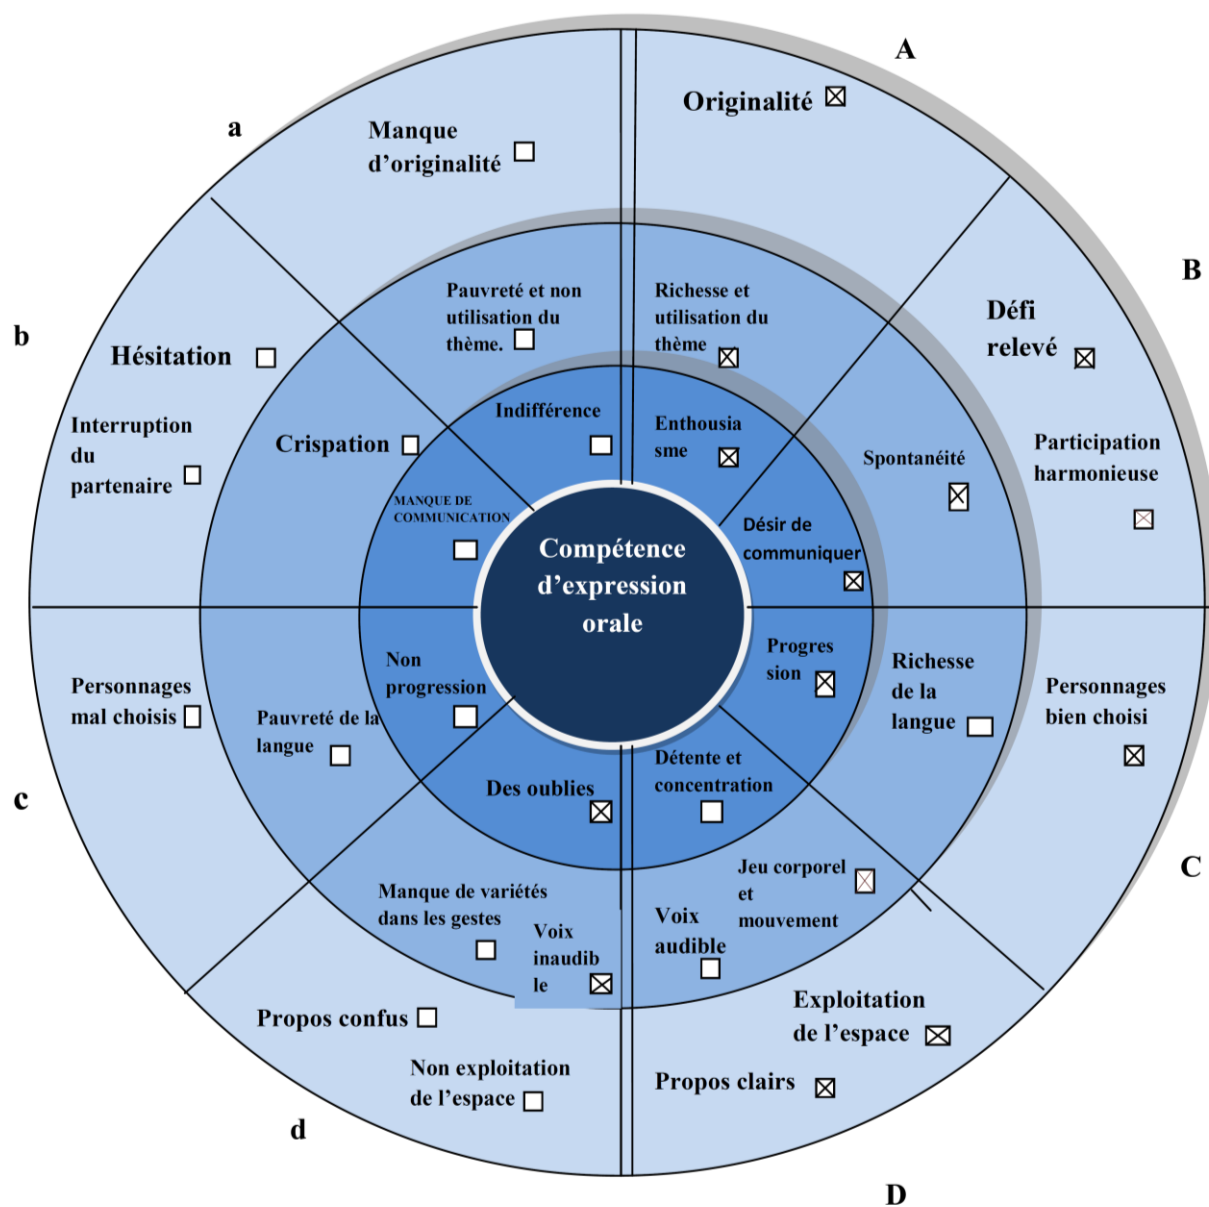 A
Originalité
a
Manque
d’originalité
B
Défi
relevé
Participation
harmonieuse
b
Hésitation
Interruption
du
partenaire
Pauvreté et non
utilisation du
thème.
Richesse et
utilisation du
thème
Crispation
Spontanéité
Indifférence
Enthousia
sme
MANQUE DE
COMMUNICATION
Désir de
communiquer
Compétence
d’expression
orale
Non
progression
Progres
sion
Personnages
mal choisis
Pauvreté de la
langue
Richesse
de la
langue
Personnages
bien choisi
c
C
Des oublies
Détente et
concentration
Manque de variétés
dans les gestes
Voix
inaudib
le
Voix
audible
Jeu corporel
et
mouvement
Propos confus
Non exploitation
de l’espace
Exploitation
de l’espace
Propos clairs
d
D